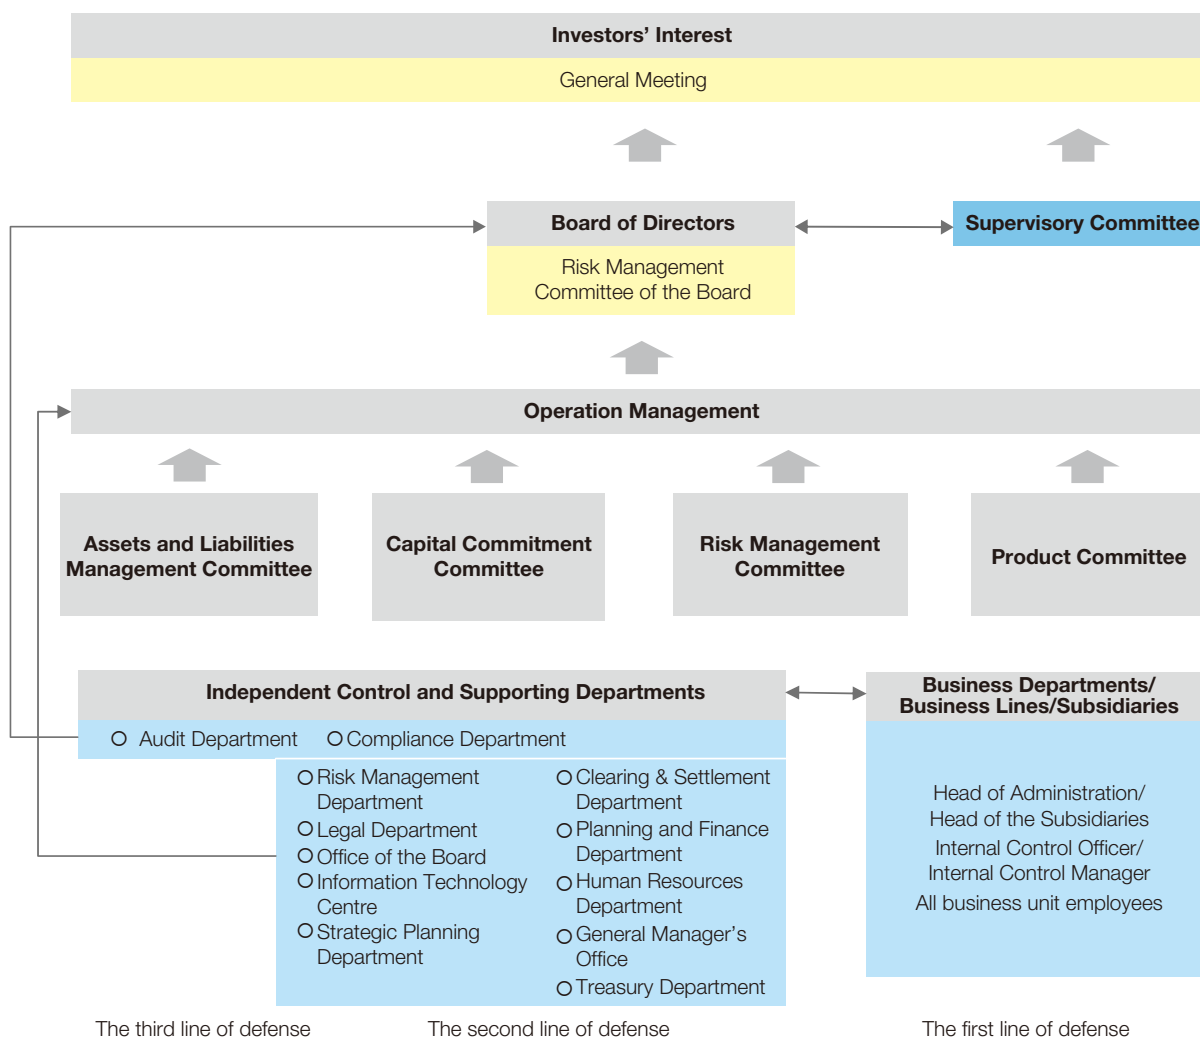 Investors’ Interest
General Meeting
Board of Directors
Supervisory Committee
Risk Management
Committee of the Board
Operation Management
Assets and Liabilities
Management Committee
Capital Commitment
Committee
Risk Management
Committee
Product Committee
Independent Control and Supporting Departments
Business Departments/
Business Lines/Subsidiaries
Audit Department
Compliance Department
Risk Management
Department
Legal Department
Office of the Board
Information Technology
Centre
Strategic Planning
Department
Clearing & Settlement
Department
Planning and Finance
Department
Human Resources
Department
General Manager’s
Office
Treasury Department
Head of Administration/
Head of the Subsidiaries
Internal Control Officer/
Internal Control Manager
All business unit employees
The third line of defense
The second line of defense
The first line of defense